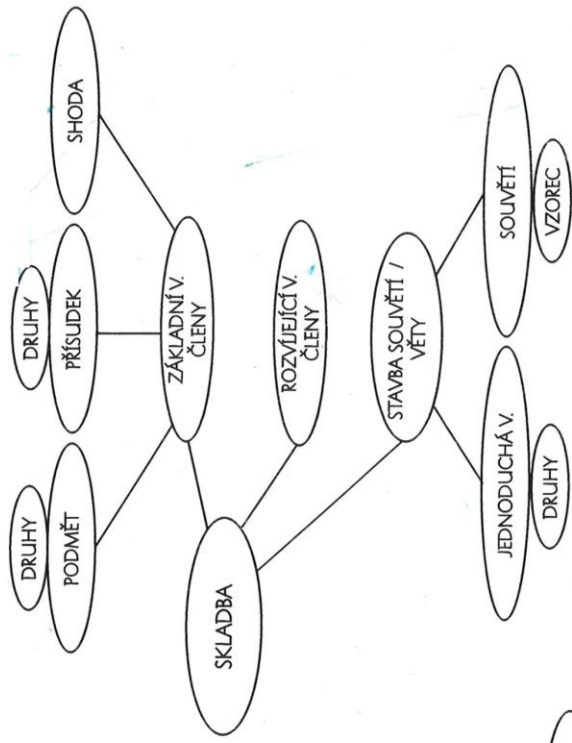 DRUHY
PODMĚT
DRUHY
PŘÍSUDEK
SHODA
ZÁKLADNÍ V.
ČLENY
SKLADBA
ROZVÍJEJÍCÍ V.
ČLENY
STAVBA SOUVĚTÍ /
VĚTY
JEDNODUCHÁ V.
DRUHY
SOUVĚTÍ
VZOREC